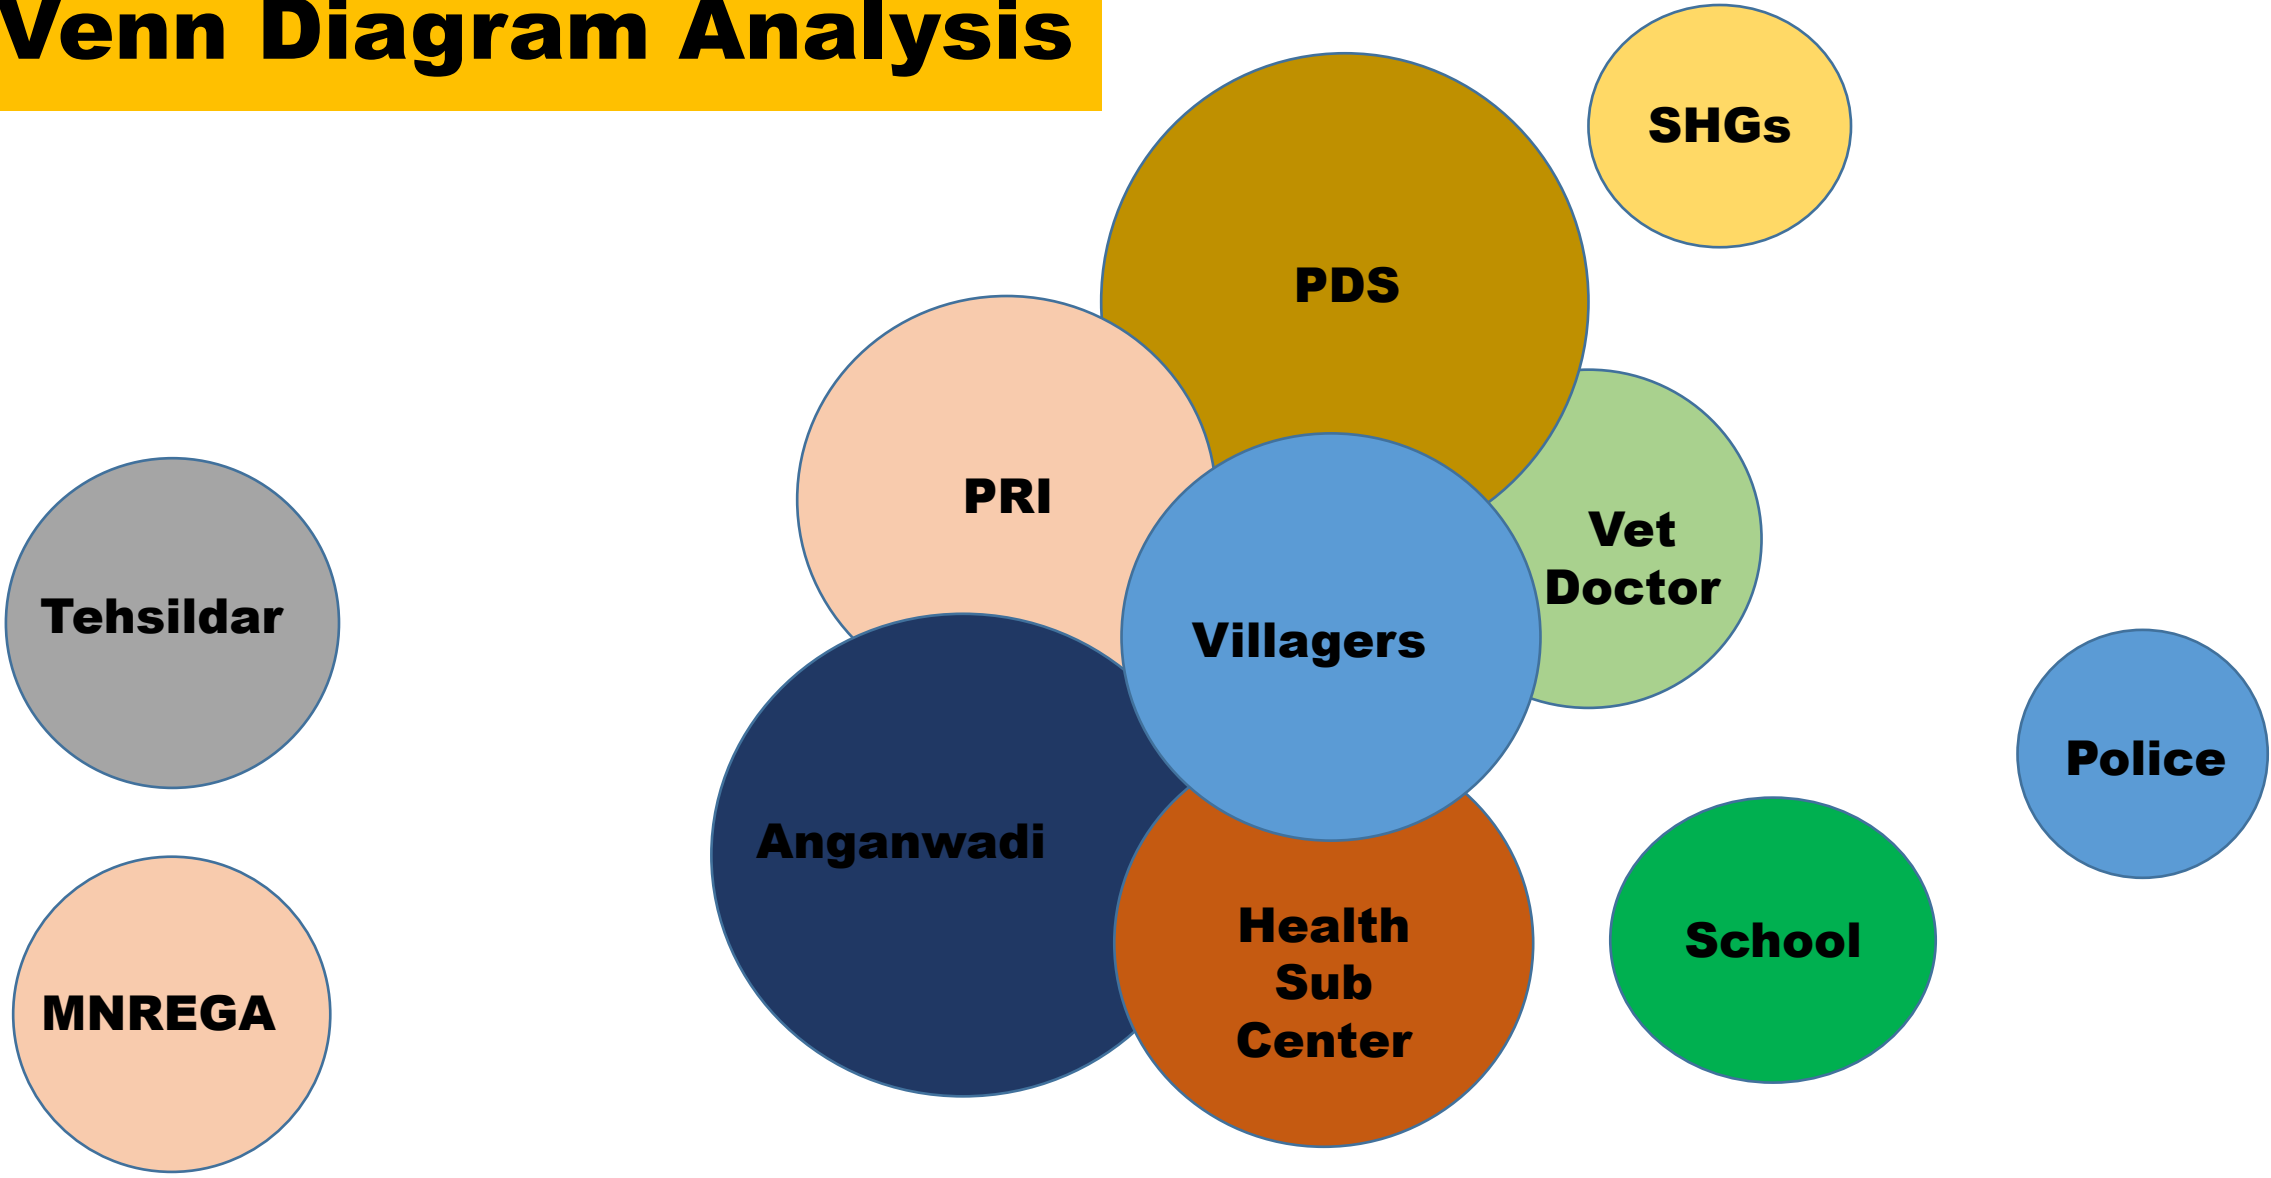 Venn Diagram Analysis
SHGs
PDS
PRI
Vet
Doctor
Tehsildar
Villagers
Police
Anganwadi
Health
Sub
Center
School
MNREGA